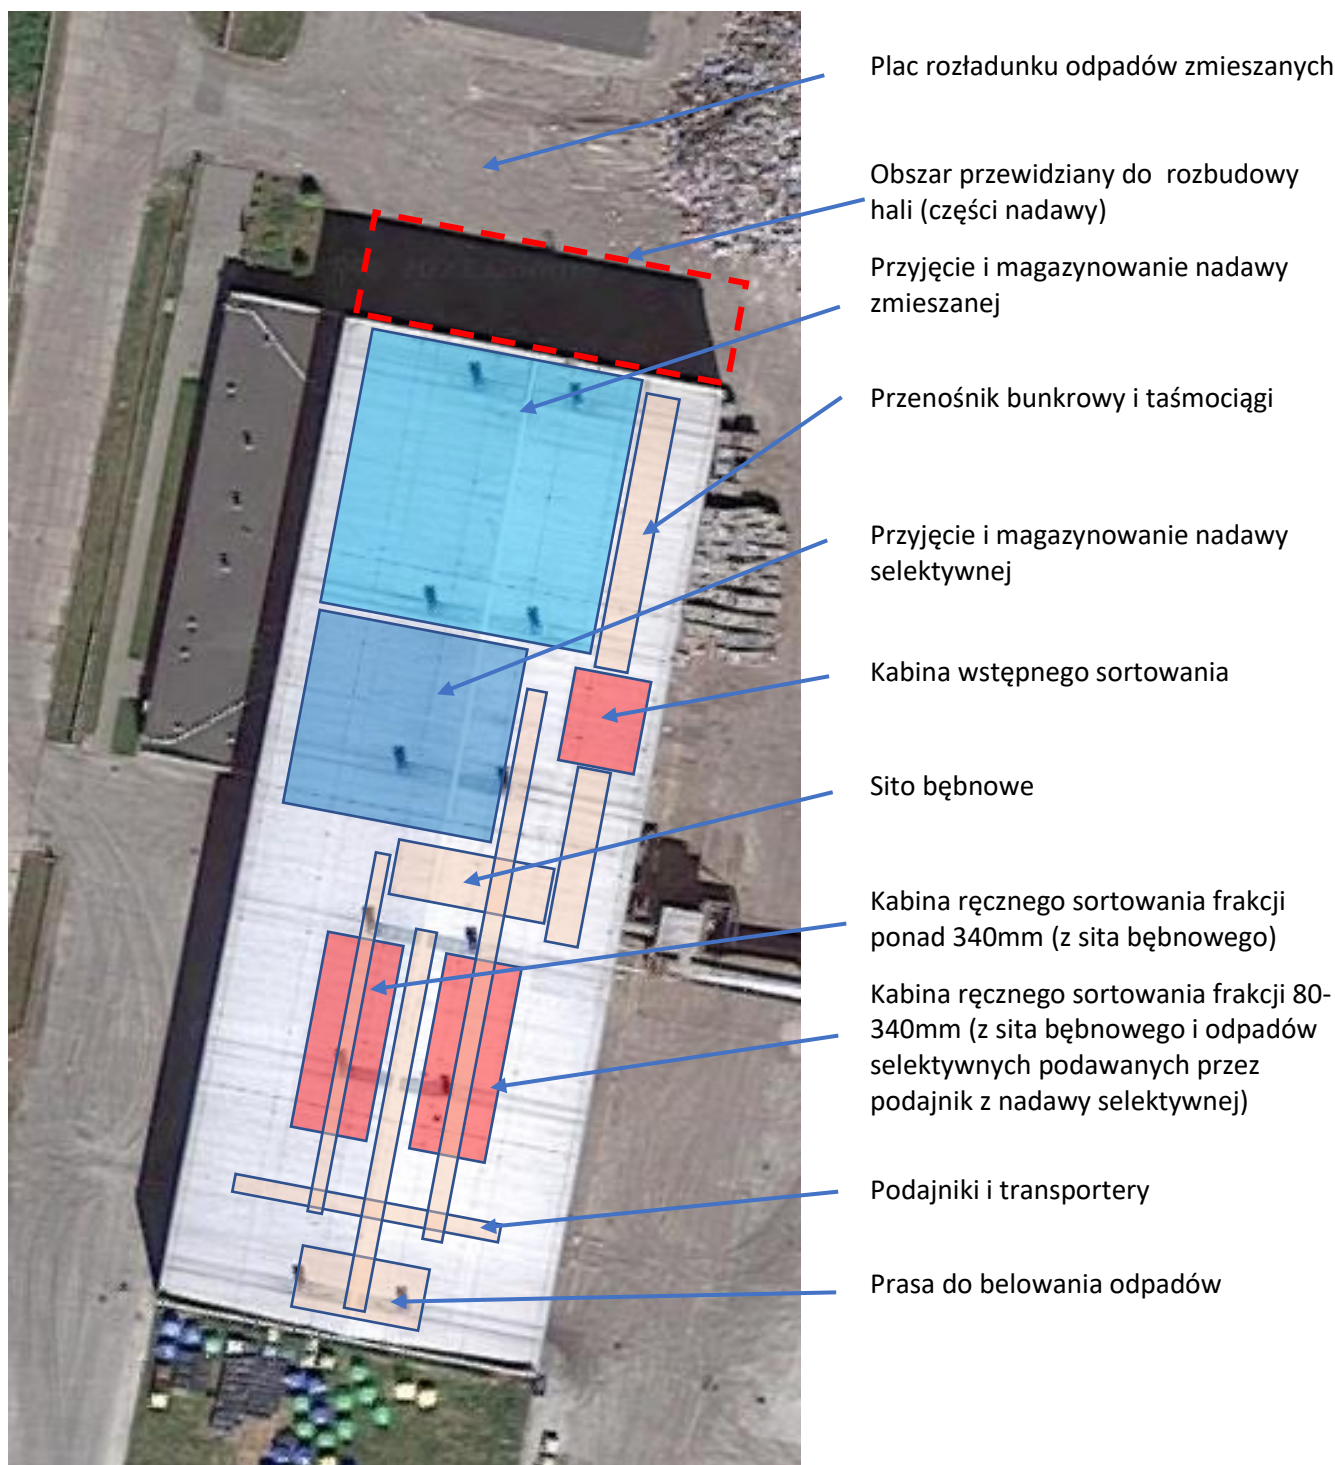 Plac rozładunku odpadów zmieszanych
Obszar przewidziany do  rozbudowy
hali (części nadawy)
Przyjęcie i magazynowanie nadawy
zmieszanej
Przenośnik bunkrowy i taśmociągi
Przyjęcie i magazynowanie nadawy
selektywnej
Kabina wstępnego sortowania
Sito bębnowe
Kabina ręcznego sortowania frakcji
ponad 340mm (z sita bębnowego)
Kabina ręcznego sortowania frakcji 80-
340mm (z sita bębnowego i odpadów
selektywnych podawanych przez
podajnik z nadawy selektywnej)
Podajniki i transportery
Prasa do belowania odpadów